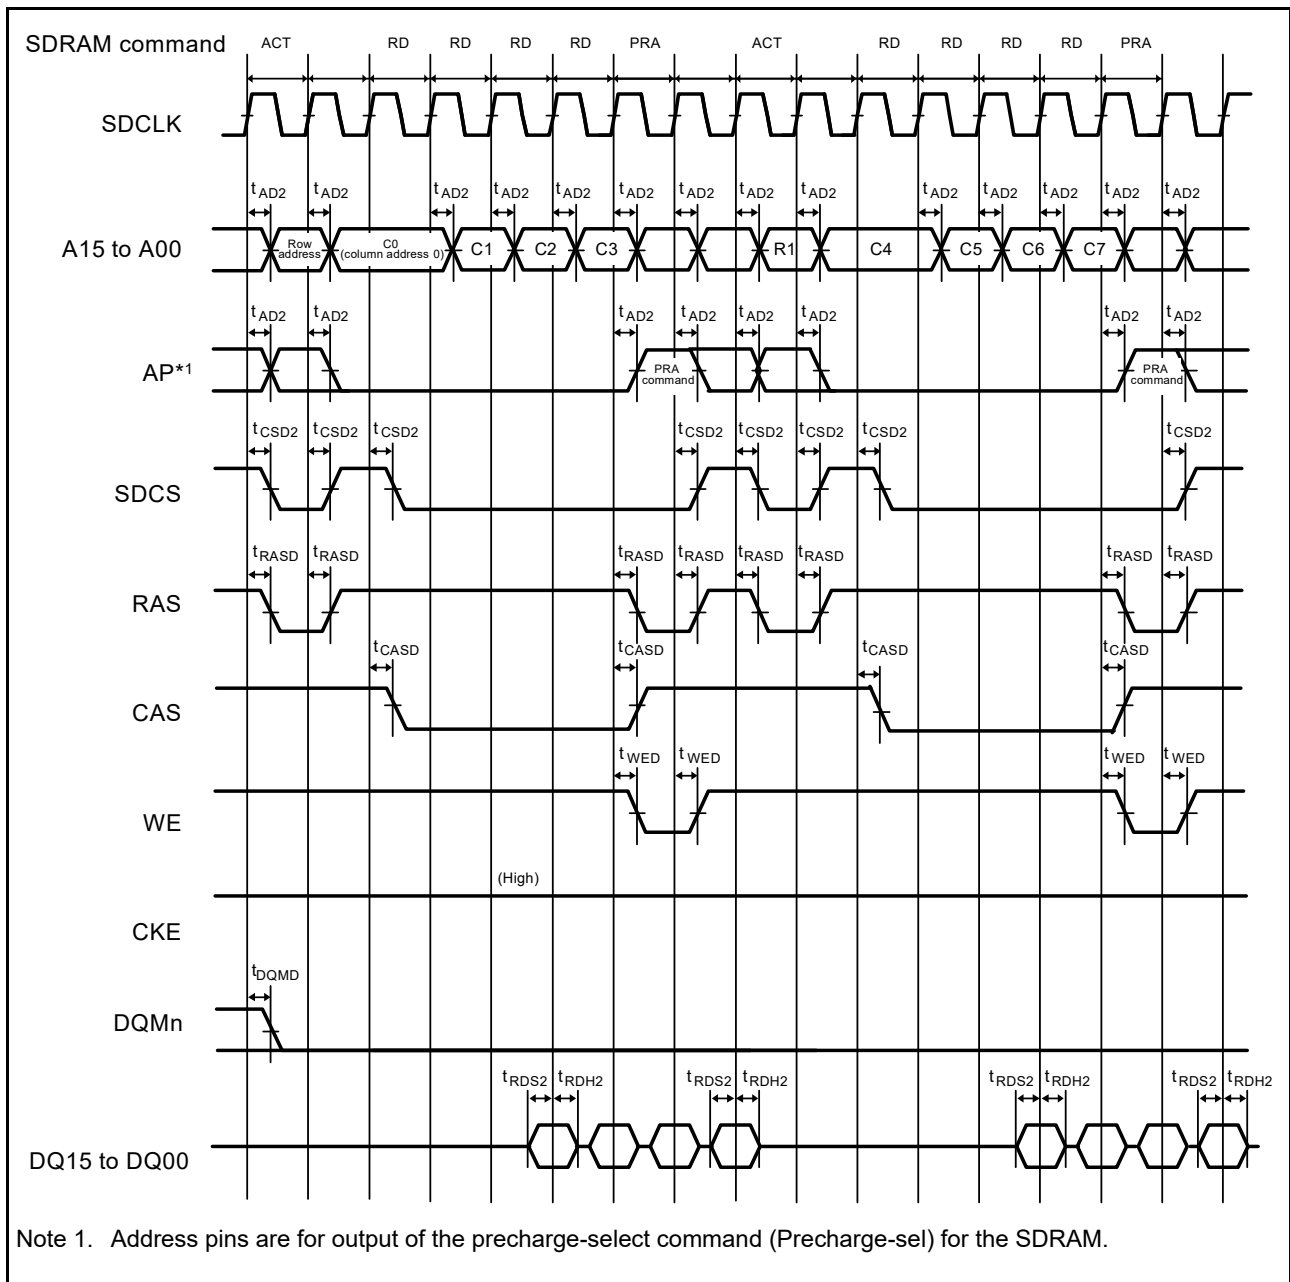 SDRAM command ACT RD RD RD RD PRA ACT RD RD RD RD PRA
SDCLK
tAD2 tAD2 tAD2 tAD2 tAD2 tAD2 tAD2 tAD2 tAD2 tAD2 tAD2 tAD2 tAD2 tAD2
A15 to A00 Row address C0 (column address 0) C1 C2 C3 R1 C4 C5 C6 C7
tAD2 tAD2 tAD2 tAD2 tAD2 tAD2 tAD2 tAD2
AP*1 PRA command PRA command
tCSD2 tCSD2 tCSD2 tCSD2 tCSD2 tCSD2 tCSD2 tCSD2
SDCS
tRASD tRASD tRASD tRASD tRASD tRASD tRASD tRASD
RAS
tCASD tCASD tCASD tCASD
CAS
tWED tWED tWED tWED
WE
(High)
CKE
tDQMD
DQMn
tRDS2 tRDH2 tRDS2 tRDH2 tRDS2 tRDH2 tRDS2 tRDH2
DQ15 to DQ00
Note 1. Address pins are for output of the precharge-select command (Precharge-sel) for the SDRAM.